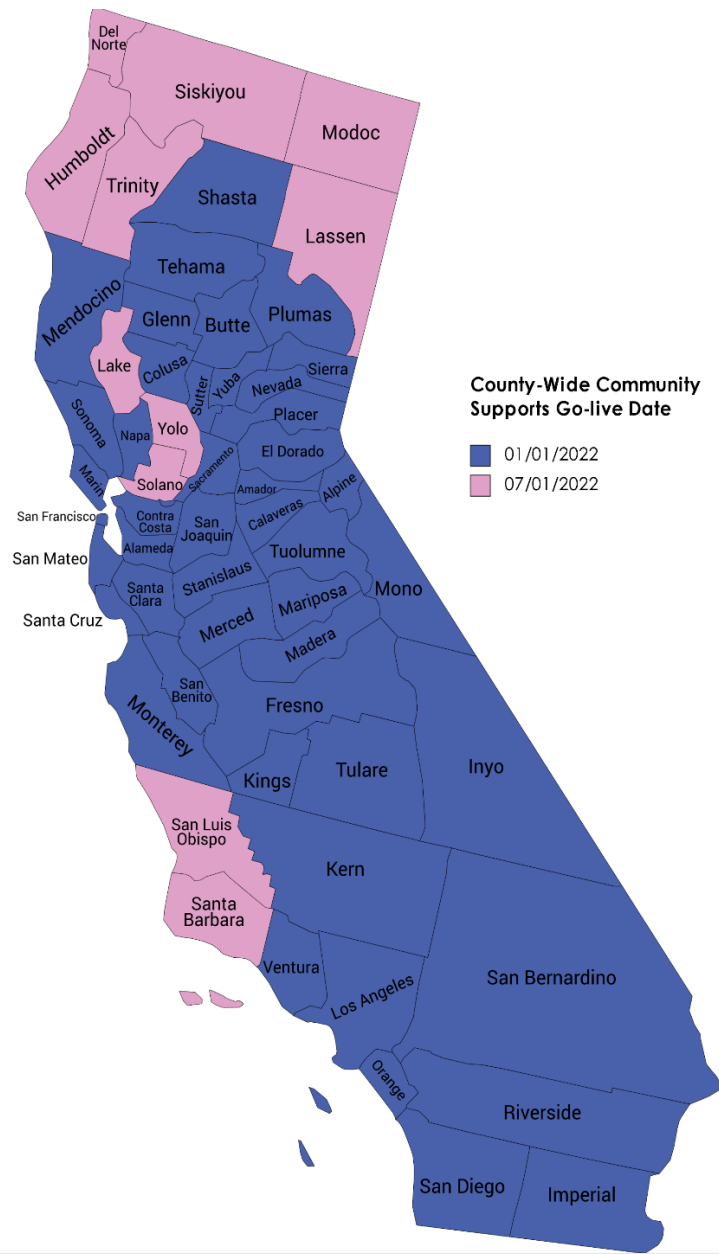 Del
Norte
Siskiyou
Modoc
Humboldt
Trinity
Shasta
Lassen
Tehama
Mendocino
Glenn
Butte
Plumas
Lake
Colusa
Sutter
Yuba
Sierra
Nevada
Placer
Sonoma
Napa
Yolo
El Dorado
Sacramento
Solano
Marin
Amador
Alpine
Calaveras
San Francisco
Contra
Costa
San
Joaquin
Alameda
Tuolumne
San Mateo
Santa
Clara
Stanislaus
Mono
Mariposa
Santa Cruz
Merced
Madera
San
Benito
Monterey
Fresno
Kings
Tulare
Inyo
San Luis
Obispo
Kern
Santa
Barbara
Ventura
Los Angeles
San Bernardino
Orange
Riverside
San Diego
Imperial
County-Wide Community
Supports Go-live Date
01/01/2022
07/01/2022